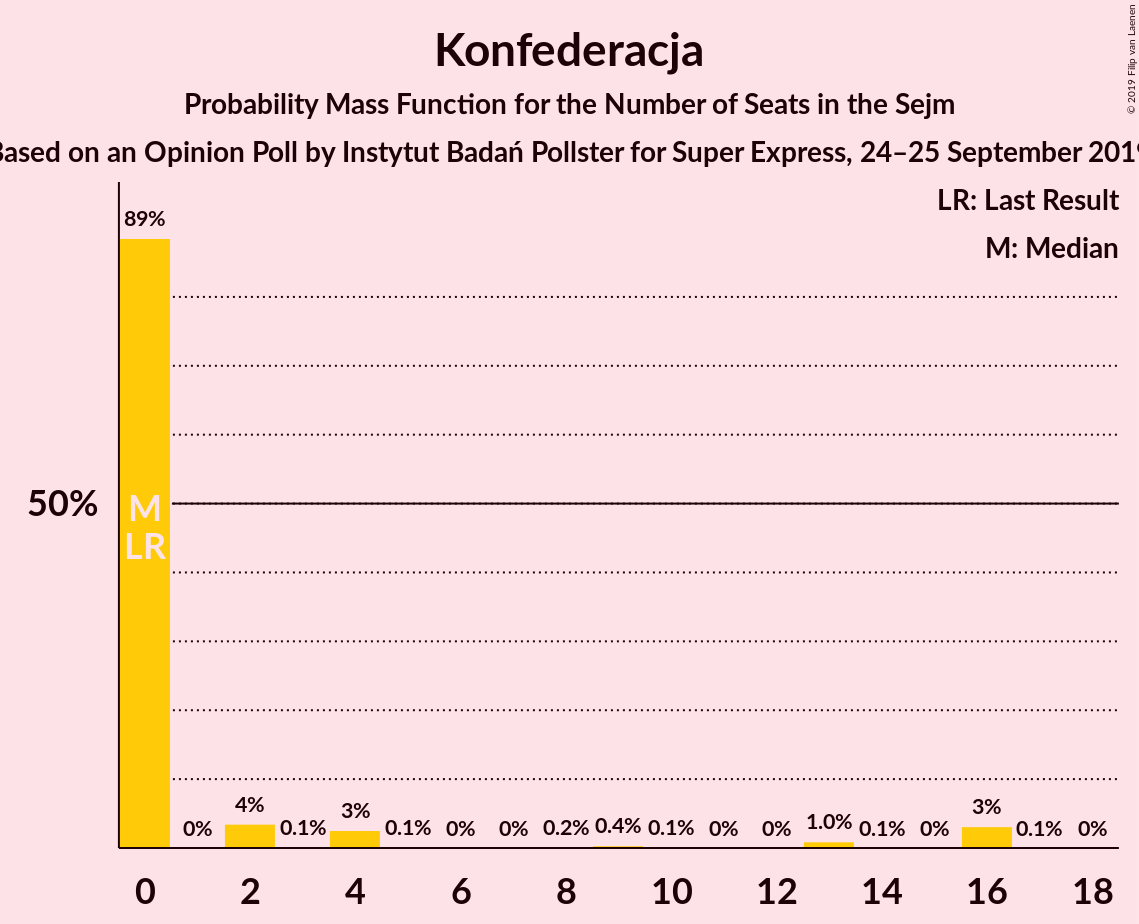 Konfederacja
Probability Mass Function for the Number of Seats in the Sejm
Based on an Opinion Poll by Instytut Badań Pollster for Super Express, 24–25 September 2019
© 2019 Filip van Laenen
LR: Last Result
M: Median
89%
50%
M
LR
0% 4% 0.1% 3% 0.1% 0% 0% 0.2% 0.4% 0.1% 0% 0% 1.0% 0.1% 0% 3% 0.1% 0%
0 2 4 6 8 10 12 14 16 18